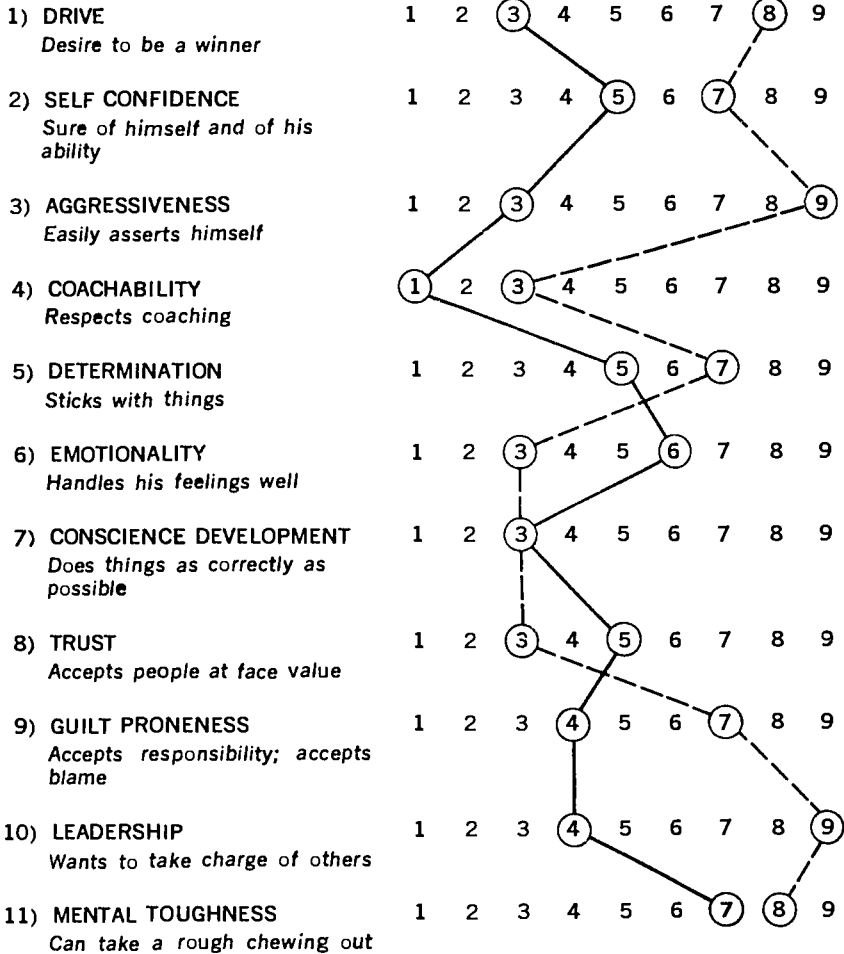 1) DRIVE 1 2 3 4 5 6 7 8 9
Desire to be a winner
2) SELF CONFIDENCE 1 2 3 4 5 6 7 8 9
Sure of himself and of his
ability
3) AGGRESSIVENESS 1 2 3 4 5 6 7 8 9
Easily asserts himself
4) COACHABILITY 1 2 3 4 5 6 7 8 9
Respects coaching
5) DETERMINATION 1 2 3 4 5 6 7 8 9
Sticks with things
6) EMOTIONALITY 1 2 3 4 5 6 7 8 9
Handles his feelings well
7) CONSCIENCE DEVELOPMENT 1 2 3 4 5 6 7 8 9
Does things as correctly as
possible
8) TRUST 1 2 3 4 5 6 7 8 9
Accepts people at face value
9) GUILT PRONENESS 1 2 3 4 5 6 7 8 9
Accepts responsibility; accepts
blame
10) LEADERSHIP 1 2 3 4 5 6 7 8 9
Wants to take charge of others
11) MENTAL TOUGHNESS 1 2 3 4 5 6 7 8 9
Can take a rough chewing out